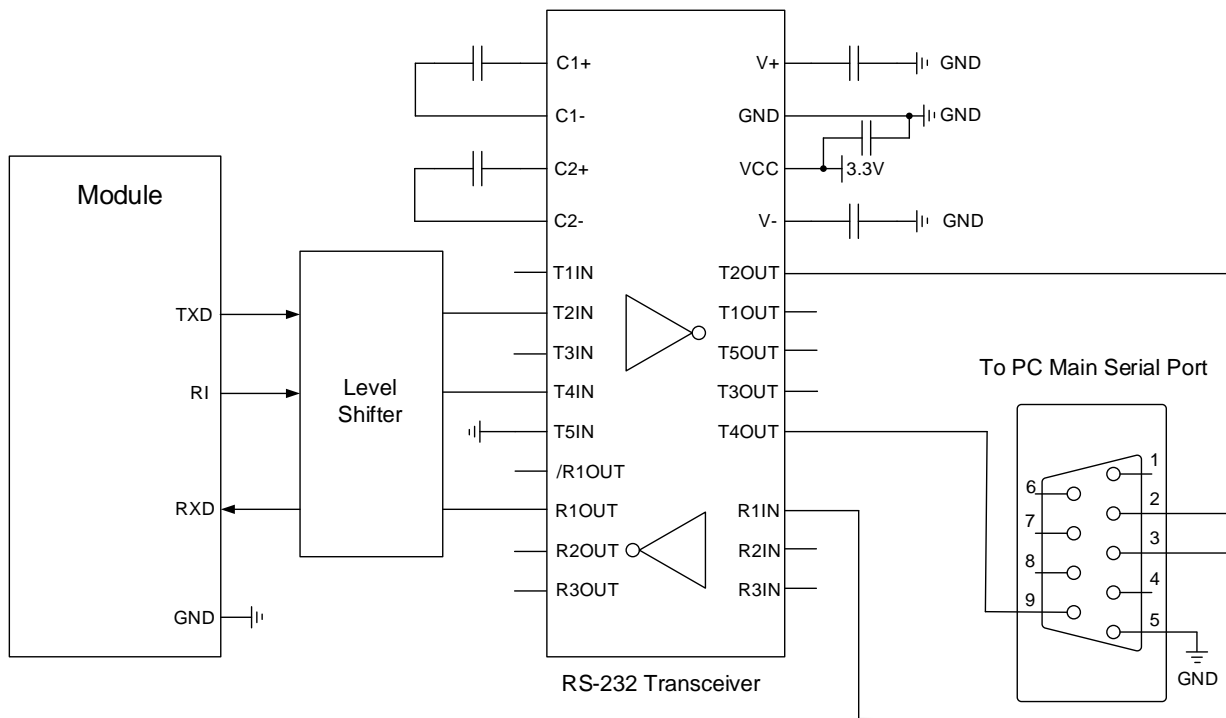 Module
TXD
RI
RXD
GND
Level
Shifter
C1+
C1-
C2+
C2-
T1IN
T2IN
T3IN
T4IN
T5IN
/R1OUT
R1OUT
R2OUT
R3OUT
V+
GND
VCC
V-
T2OUT
T1OUT
T5OUT
T3OUT
T4OUT
R1IN
R2IN
R3IN
RS-232 Transceiver
GND
GND
3.3V
GND
To PC Main Serial Port
6
7
8
9
1
2
3
4
5
GND